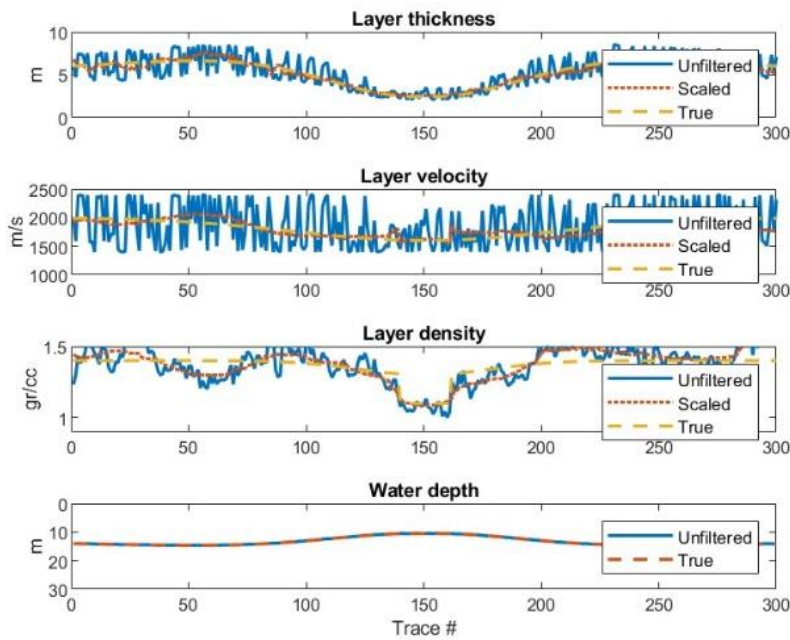 Layer thickness
10
5
0
m
0 50 100 150 200 250 300
Unfiltered
Scaled
True
Layer velocity
2500
2000
1500
1000
m/s
0 50 100 150 200 250 300
Unfiltered
Scaled
True
Layer density
1.5
1
gr/cc
0 50 100 150 200 250 300
Unfiltered
Scaled
True
Water depth
0
10
20
30
m
0 50 100 150 200 250 300
Unfiltered
True
Trace #